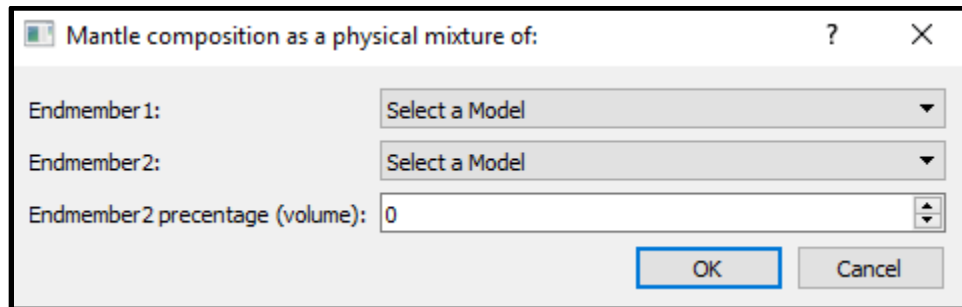 Mantle composition as a physical mixture of: ?
Endmember1: Select a Model
Endmember2: Select a Model
Endmember2 precentage (volume): 0
OK Cancel